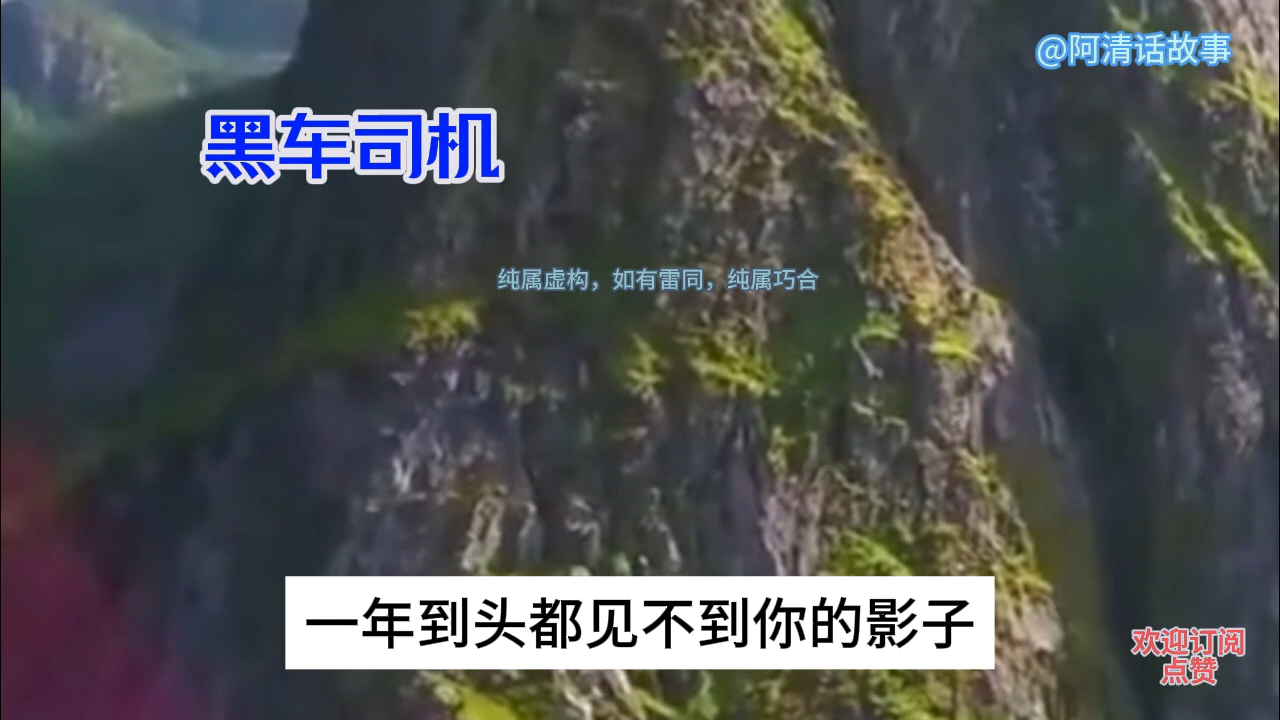 @阿清话故事
黑车司机
纯属虚构，如有雷同，纯属巧合
一年到头都见不到你的影子
欢迎订阅
点赞